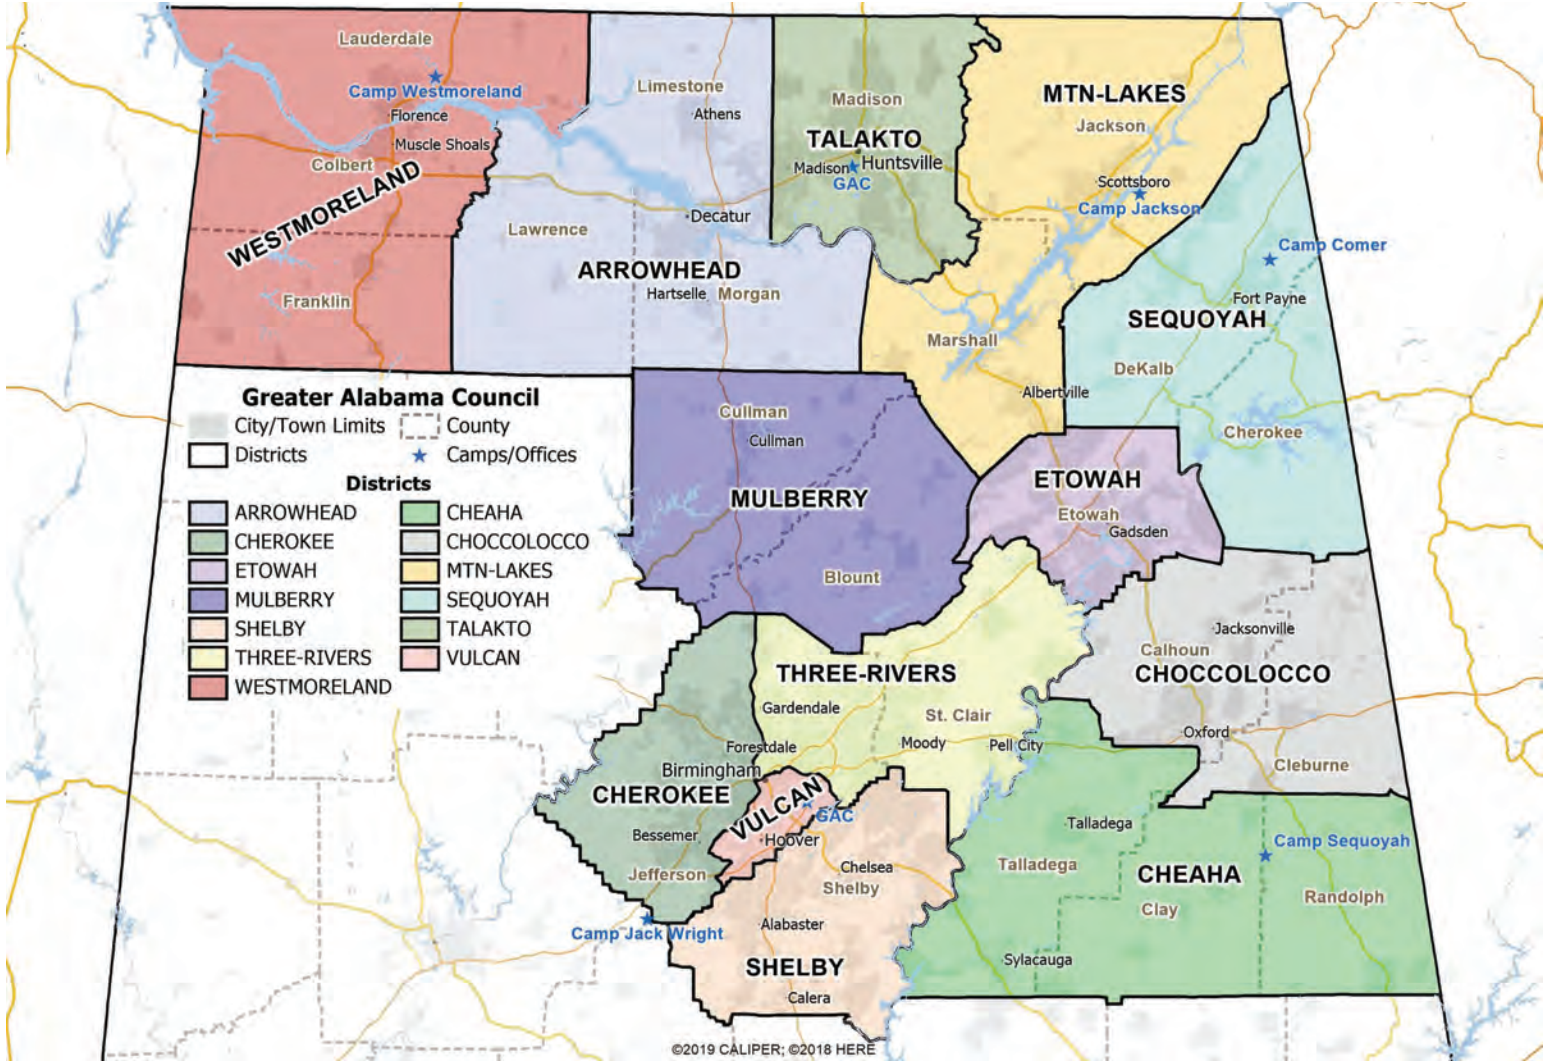 Lauderdale
Camp Westmoreland
Florence
Muscle Shoals
Colbert
WESTMORELAND
Franklin
Limestone
Athens
Lawrence
Decatur
ARROWHEAD
Hartselle
Morgan
Madison
TALAKTO
Madison
Huntsville
GAC
MTN-LAKES
Jackson
Scottsboro
Camp Jackson
Marshall
Albertville
Camp Comer
Fort Payne
SEQUOYAH
DeKalb
Cherokee
Greater Alabama Council
City/Town Limits
County
Districts
Camps/Offices
Districts
ARROWHEAD
CHEAHA
CHEROKEE
CHOCCOLOCCO
ETOWAH
MTN-LAKES
MULBERRY
SEQUOYAH
SHELBY
TALAKTO
THREE-RIVERS
VULCAN
WESTMORELAND
Cullman
Cullman
MULBERRY
Blount
ETOWAH
Etowah
Gadsden
Jacksonville
Calhoun
CHOCCOLOCCO
Oxford
Cleburne
THREE-RIVERS
Gardendale
St. Clair
Forestdale
Moody
Pell City
Birmingham
CHEROKEE
Bessemer
Jefferson
Camp Jack Wright
VULCAN
GAC
Hoover
Chelsea
Shelby
Alabaster
SHELBY
Calera
Talladega
Talladega
Camp Sequoyah
CHEAHA
Clay
Randolph
Sylacauga
©2019 CALIPER; ©2018 HERE